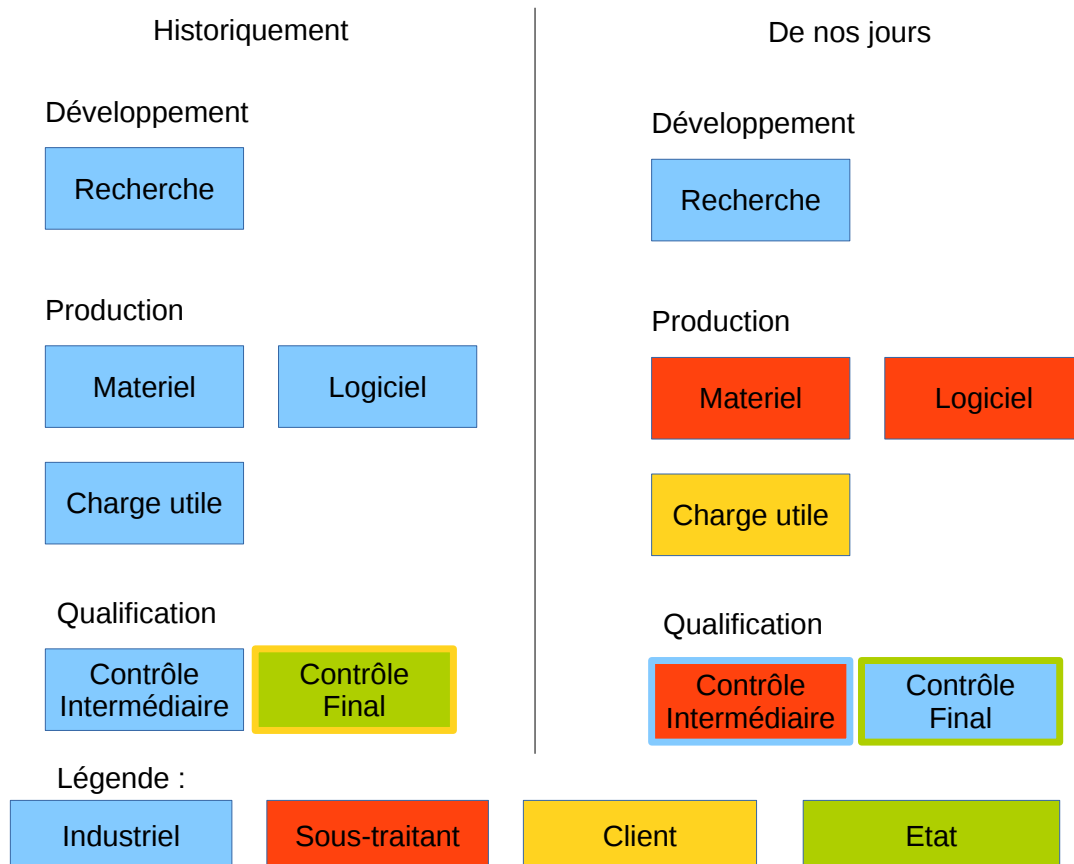 Historiquement
Développement
Recherche
Production
Materiel
Logiciel
Charge utile
Qualification
Contrôle
Intermédiaire
Contrôle
Final
De nos jours
Développement
Recherche
Production
Materiel
Logiciel
Charge utile
Qualification
Contrôle
Intermédiaire
Contrôle
Final
Légende :
Industriel
Sous-traitant
Client
Etat